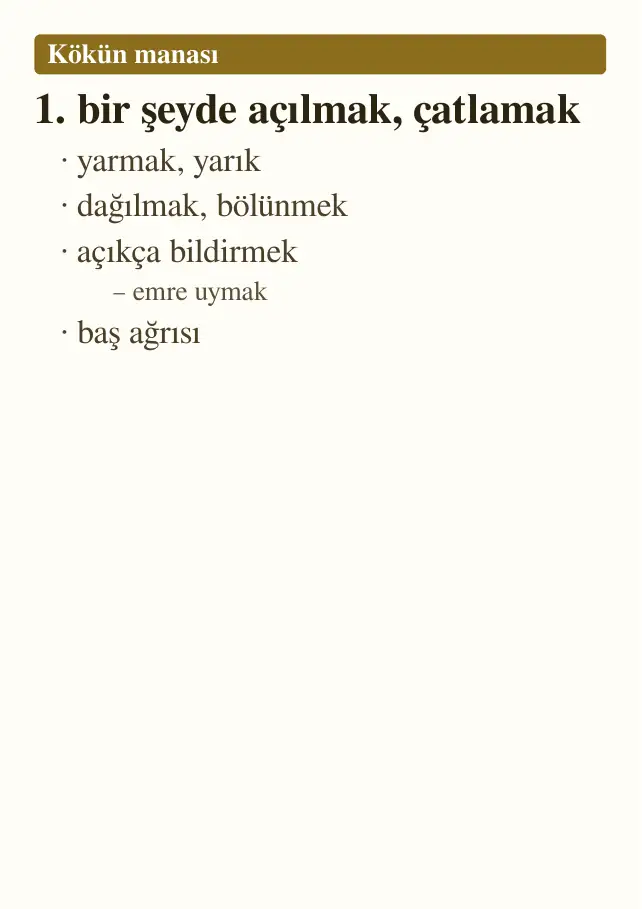 Kökün manası
1. bir şeyde açılmak, çatlamak
· yarmak, yarık
· dağılmak, bölünmek
· açıkça bildirmek
– emre uymak
· baş ağrısı